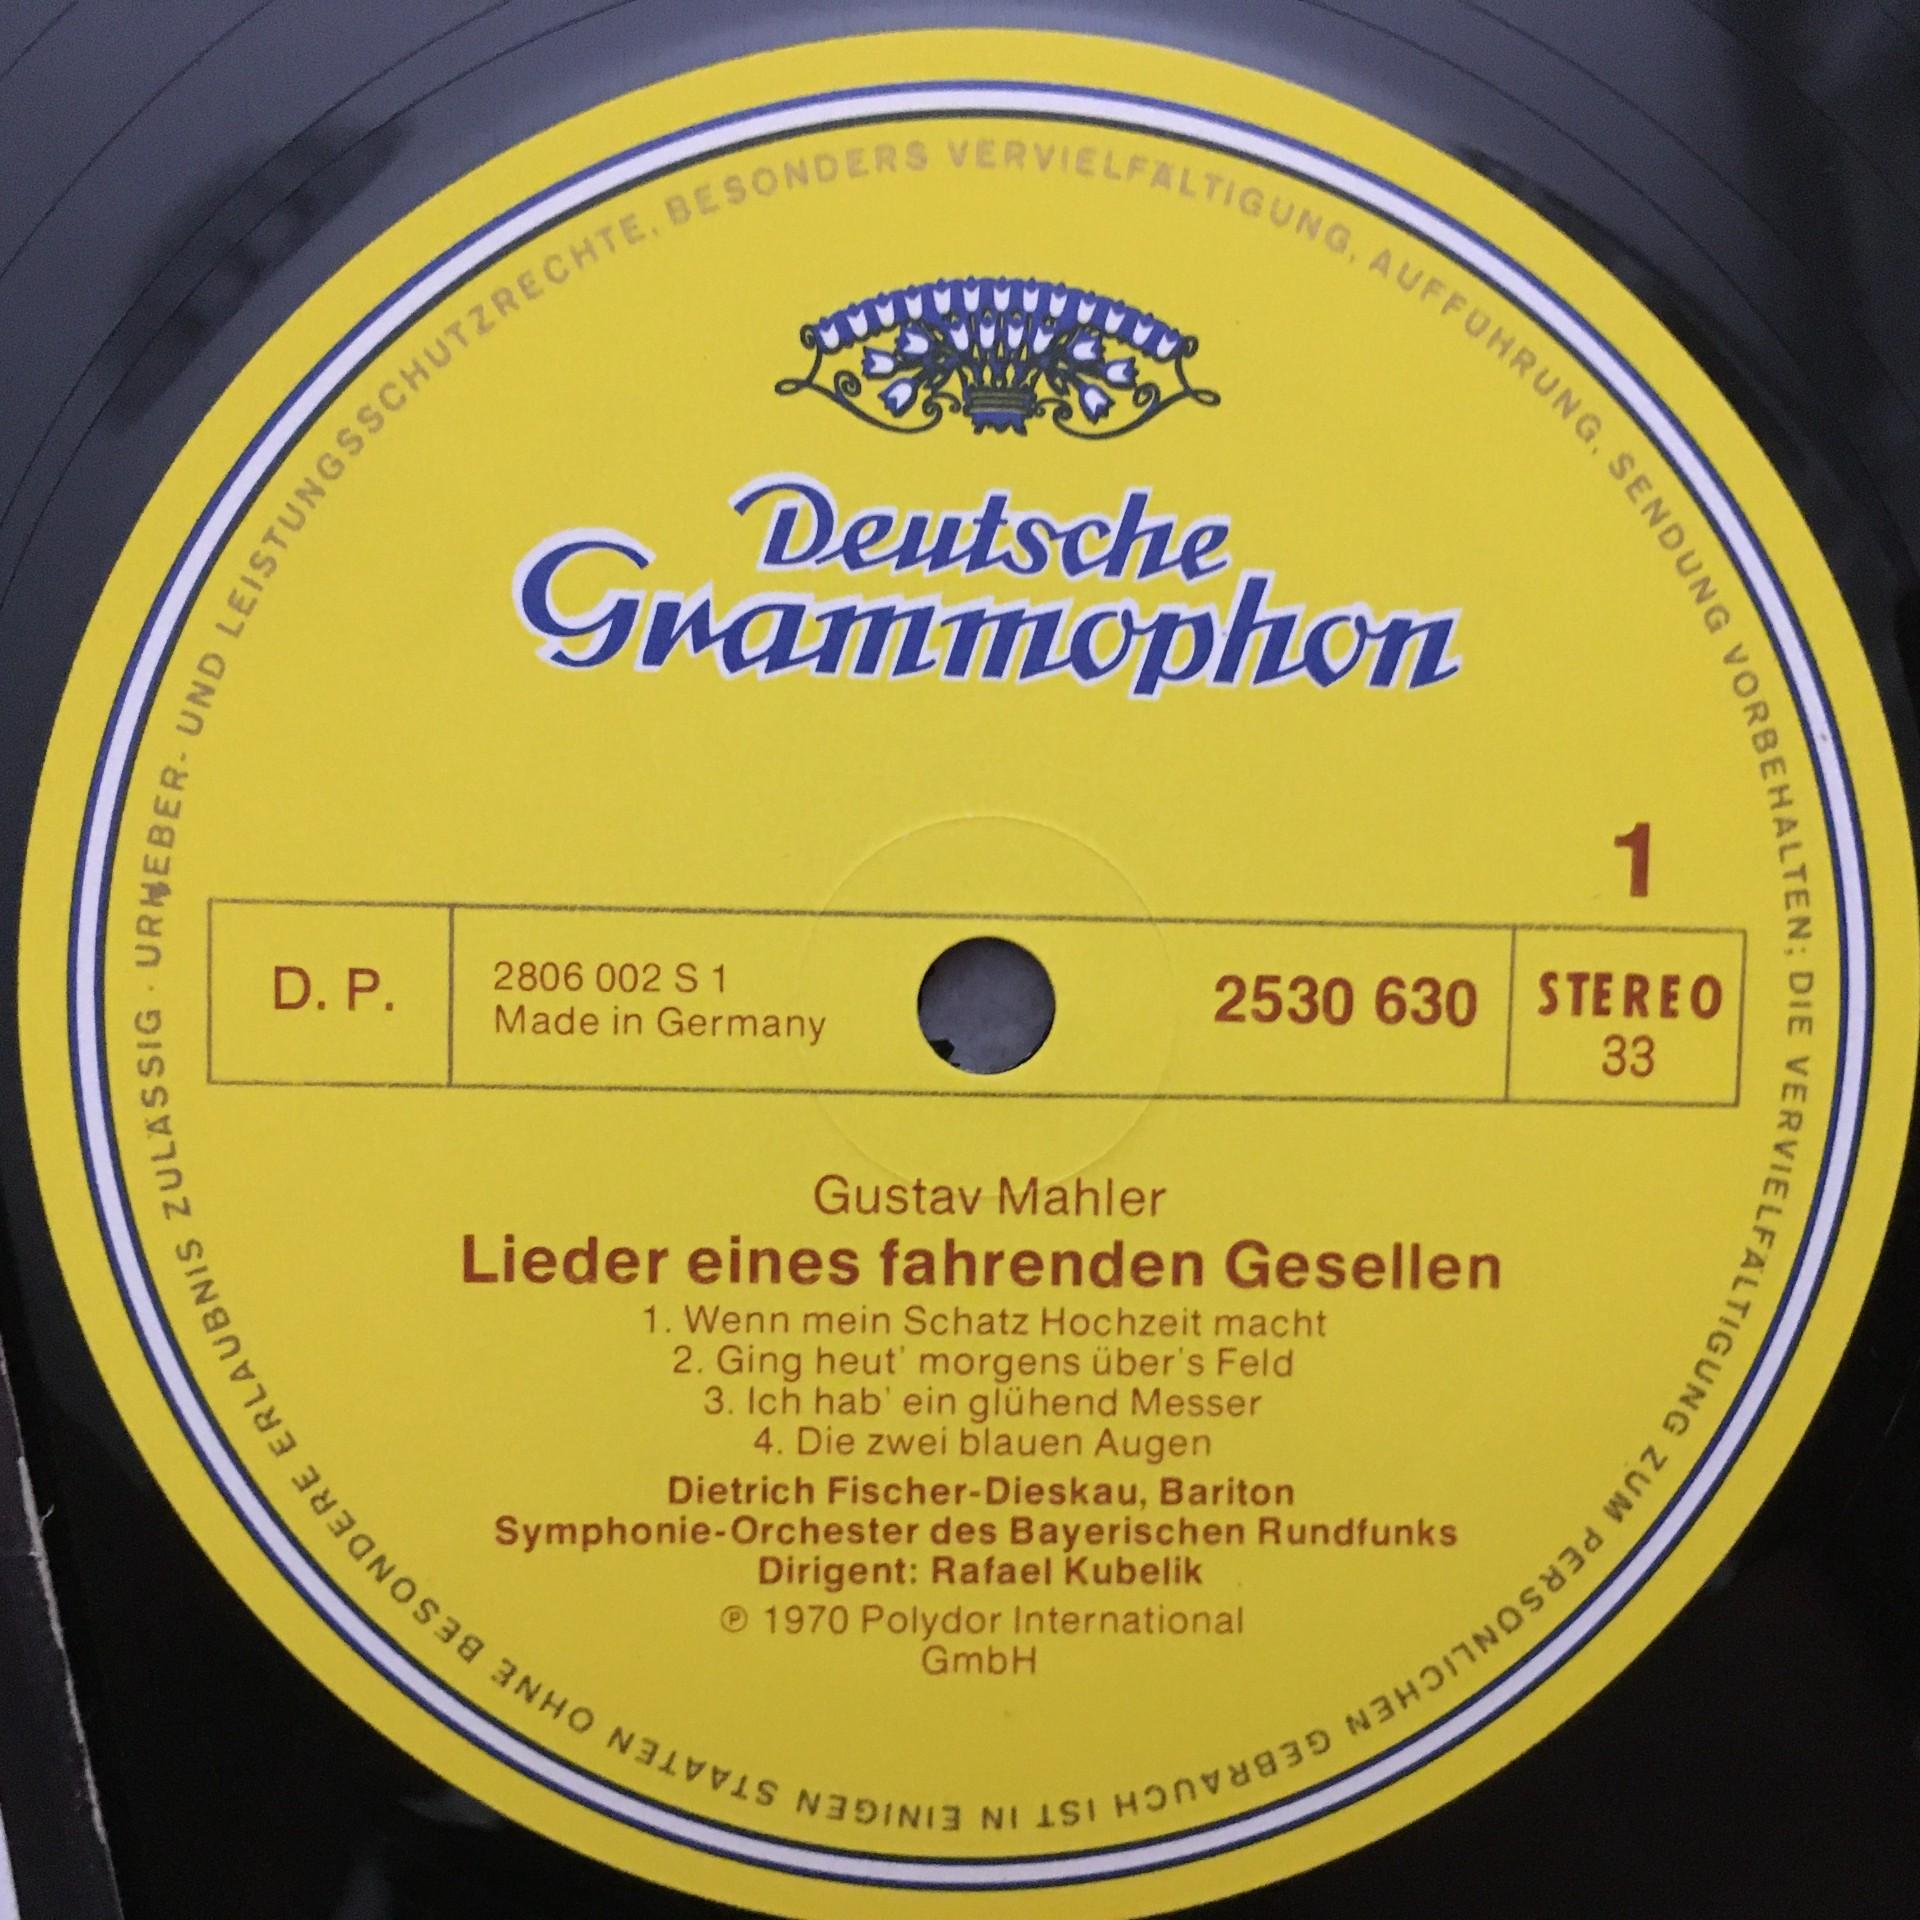 URHEBER- UND LEISTUNGSSCHUTZRECHTE, BESONDERS VERVIELFÄLTIGUNG, AUFFÜHRUNG, SENDUNG VORBEHALTEN; DIE VERVIELFÄLTIGUNG ZUM PERSÖNLICHEN GEBRAUCH IST IN EINIGEN STAATEN OHNE BESONDERE ERLAUBNIS ZULÄSSIG ·
Deutsche
Grammophon
1
D. P.
2806 002 S 1
Made in Germany
2530 630
STEREO
33
Gustav Mahler
Lieder eines fahrenden Gesellen
1. Wenn mein Schatz Hochzeit macht
2. Ging heut' morgens über's Feld
3. Ich hab' ein glühend Messer
4. Die zwei blauen Augen
Dietrich Fischer-Dieskau, Bariton
Symphonie-Orchester des Bayerischen Rundfunks
Dirigent: Rafael Kubelik
℗ 1970 Polydor International
GmbH